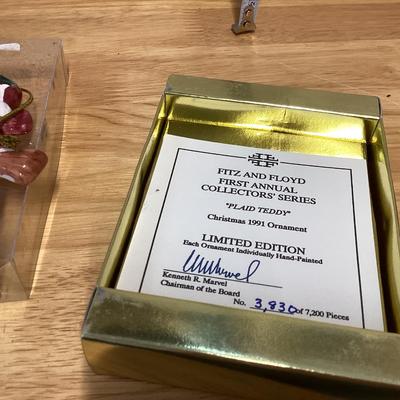 FITZ AND FLOYD
FIRST ANNUAL
COLLECTORS' SERIES
"PLAID TEDDY"
Christmas 1991 Ornament
LIMITED EDITION
Each Ornament Individually Hand-Painted
Kenneth R. Marvel
Chairman of the Board
No. 3,830 of 7,200 Pieces